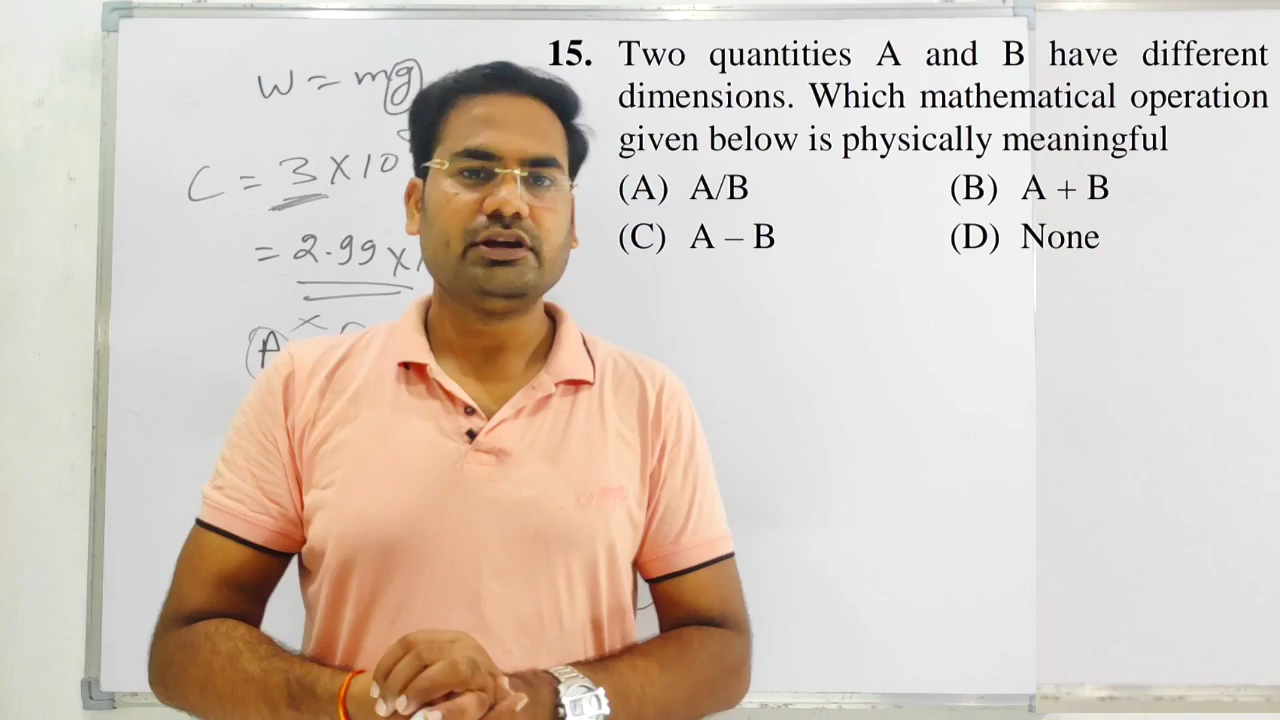 W = mg
C = 3 X 10
= 2.99 X
A
15. Two quantities A and B have different
dimensions. Which mathematical operation
given below is physically meaningful
(A) A/B (B) A + B
(C) A – B (D) None